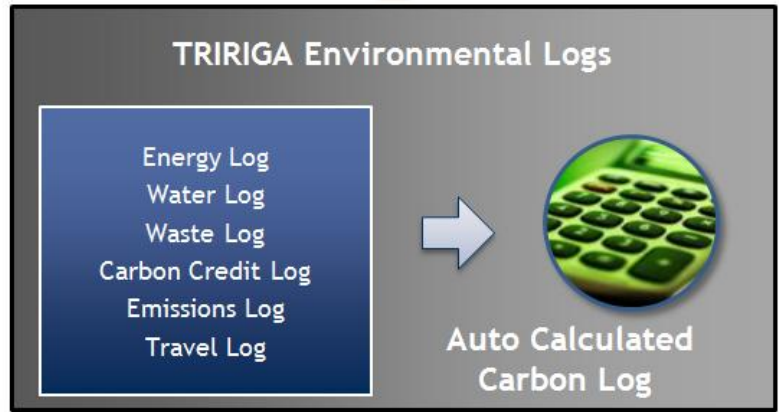 TRIRIGA Environmental Logs
Energy Log
Water Log
Waste Log
Carbon Credit Log
Emissions Log
Travel Log
Auto Calculated
Carbon Log